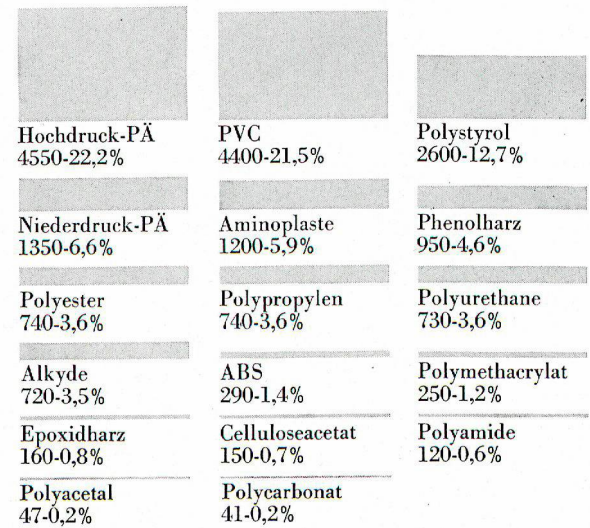 Hochdruck-PÄ
4550-22,2%
PVC
4400-21,5%
Polystyrol
2600-12,7%
Niederdruck-PÄ
1350-6,6%
Aminoplaste
1200-5,9%
Phenolharz
950-4,6%
Polyester
740-3,6%
Polypropylen
740-3,6%
Polyurethane
730-3,6%
Alkyde
720-3,5%
ABS
290-1,4%
Polymethacrylat
250-1,2%
Epoxidharz
160-0,8%
Celluloseacetat
150-0,7%
Polyamide
120-0,6%
Polyacetal
47-0,2%
Polycarbonat
41-0,2%